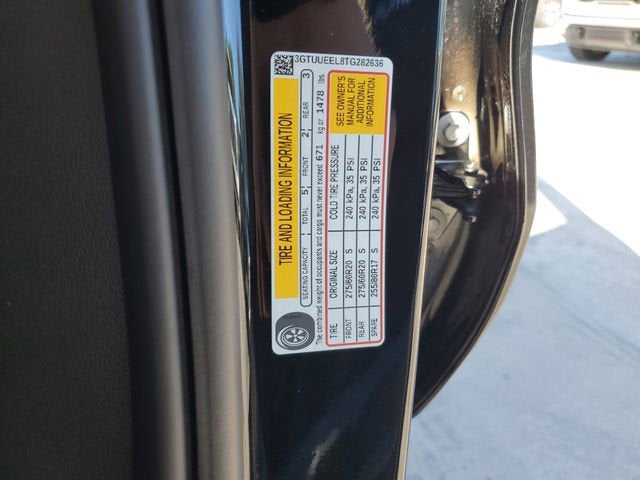 3GTUUEEL8TG282636
TIRE AND LOADING INFORMATION
SEATING CAPACITY TOTAL 5 FRONT 2 REAR 3
The combined weight of occupants and cargo must never exceed 671 kg or 1478 lbs.
TIRE ORIGINAL SIZE COLD TIRE PRESSURE
FRONT 275/60R20 S 240 kPa, 35 PSI
REAR 275/60R20 S 240 kPa, 35 PSI
SPARE 255/80R17 S 240 kPa, 35 PSI
SEE OWNER'S
MANUAL FOR
ADDITIONAL
INFORMATION